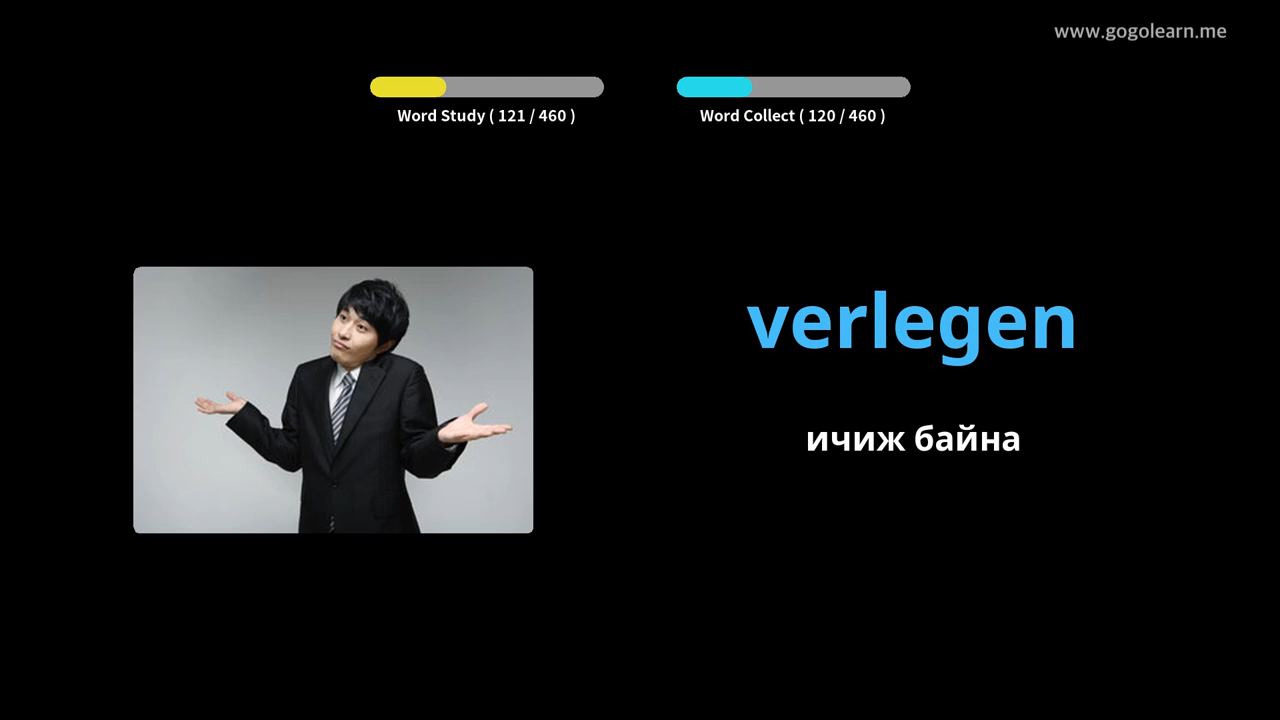 www.gogolearn.me
Word Study ( 121 / 460 )
Word Collect ( 120 / 460 )
verlegen
ичиж байна